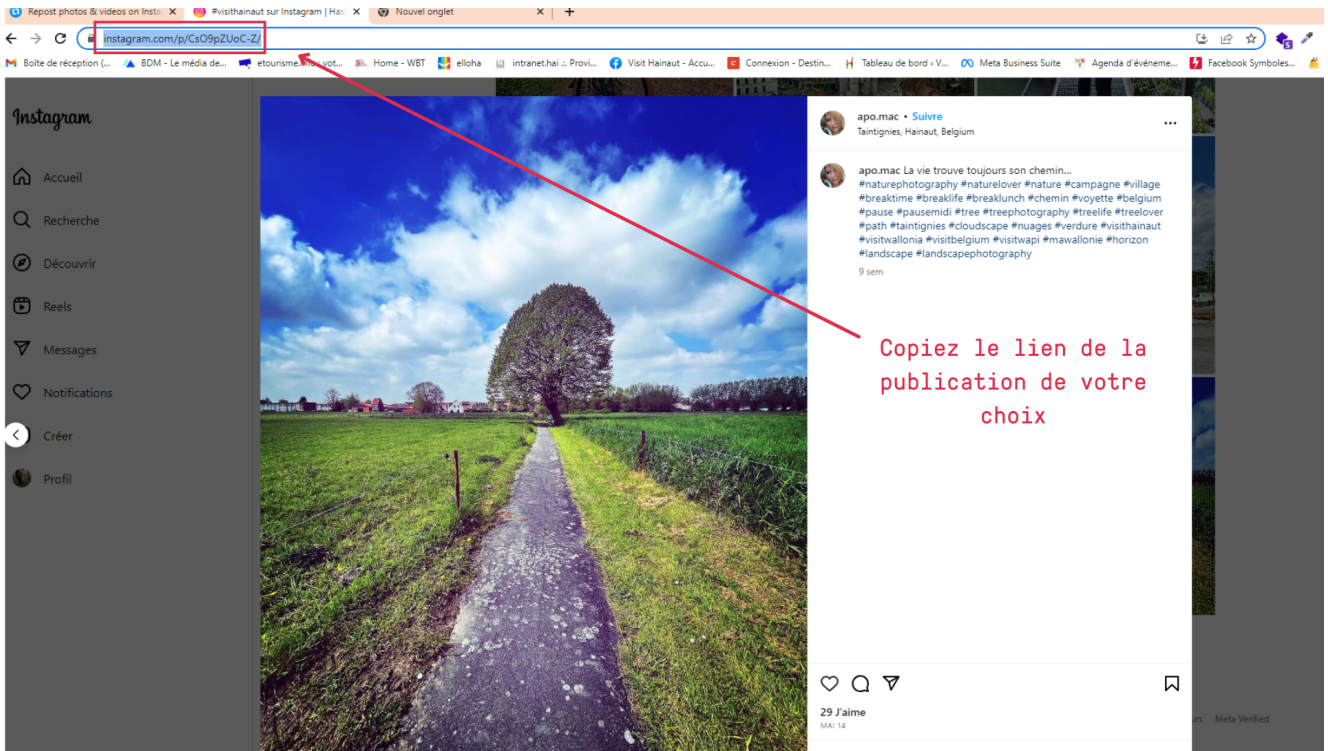 Repost photos & videos on Insta
#visithainaut sur Instagram | Has
Nouvel onglet
instagram.com/p/CsO9pZUoC-Z/
Boîte de réception (...
BDM - Le média de...
etourisme.info : vot...
Home - WBT
elloha
intranet.hai :: Provi...
Visit Hainaut - Accu...
Connexion - Destin...
Tableau de bord ‹ V...
Meta Business Suite
Agenda d'événeme...
Facebook Symboles...
Instagram
Accueil
Recherche
Découvrir
Reels
Messages
Notifications
Créer
Profil
apo.mac • Suivre
Taintignies, Hainaut, Belgium
apo.mac La vie trouve toujours son chemin...
#naturephotography #naturelover #nature #campagne #village
#breaktime #breaklife #breaklunch #chemin #voyette #belgium
#pause #pausemidi #tree #treephotography #treelife #treelover
#path #taintignies #cloudscape #nuages #verdure #visithainaut
#visitwallonia #visitbelgium #visitwapi #mawallonie #horizon
#landscape #landscapephotography
9 sem
Copiez le lien de la
publication de votre
choix
29 J'aime
MAI 14
Meta Verified